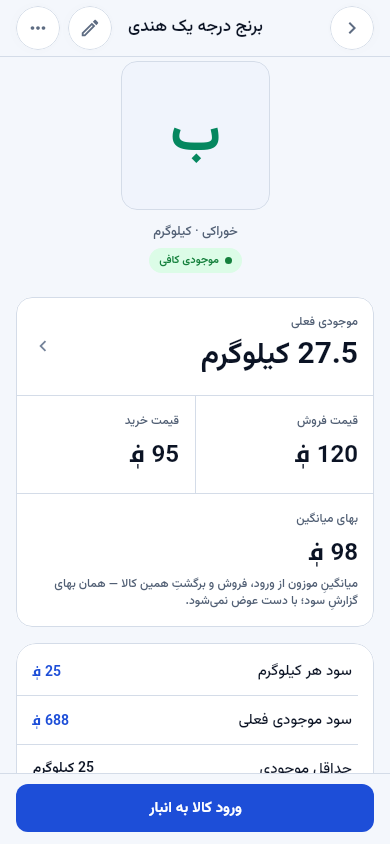 برنج درجه یک هندی
ب
خوراکی · کیلوگرم
موجودی کافی
موجودی فعلی
27.5 کیلوگرم
قیمت فروش
120 ؋
قیمت خرید
95 ؋
بهای میانگین
98 ؋
میانگینِ موزون از ورود، فروش و برگشتِ همین کالا — همان بهای
گزارشِ سود؛ با دست عوض نمی‌شود.
سود هر کیلوگرم
25 ؋
سود موجودی فعلی
688 ؋
حداقل موجودی
25 کیلوگرم
ورود کالا به انبار